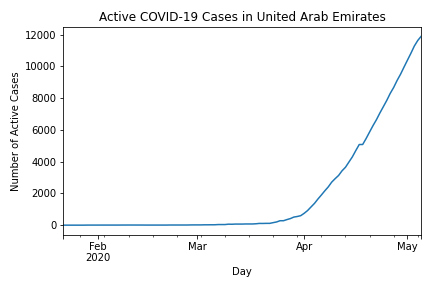 Active COVID-19 Cases in United Arab Emirates
12000
10000
8000
6000
4000
2000
0
Number of Active Cases
Feb
2020
Mar
Apr
May
Day